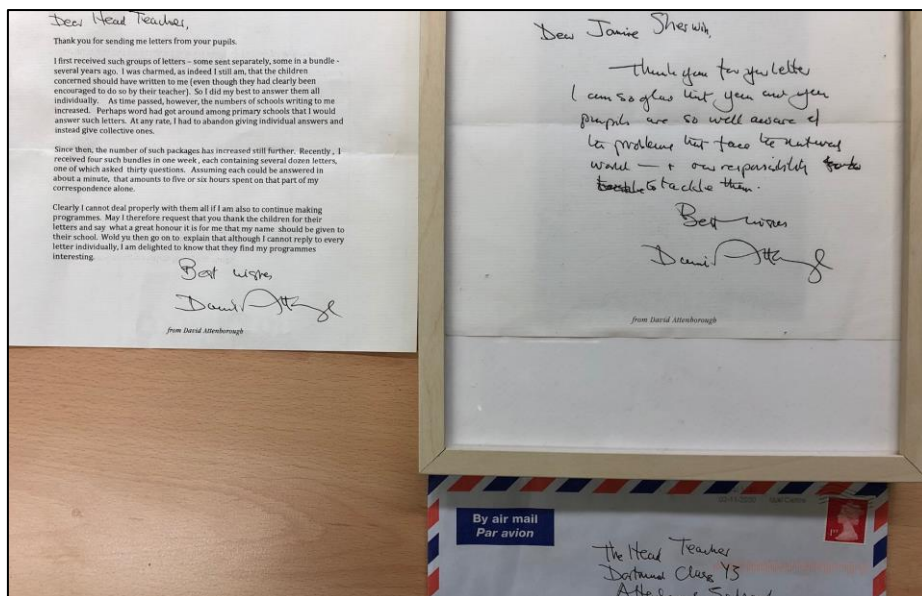 Dear Head Teacher,
Thank you for sending me letters from your pupils.
I first received such groups of letters – some sent separately, some in a bundle -
several years ago. I was charmed, as indeed I still am, that the children
concerned should have written to me (even though they had clearly been
encouraged to do so by their teacher). So I did my best to answer them all
individually. As time passed, however, the numbers of schools writing to me
increased. Perhaps word had got around among primary schools that I would
answer such letters. At any rate, I had to abandon giving individual answers and
instead give collective ones.
Since then, the number of such packages has increased still further. Recently, I
received four such bundles in one week, each containing several dozen letters,
one of which asked thirty questions. Assuming each could be answered in
about a minute, that amounts to five or six hours spent on that part of my
correspondence alone.
Clearly I cannot deal properly with them all if I am also to continue making
programmes. May I therefore request that you thank the children for their
letters and say what a great honour it is for me that my name should be given to
their school. Wold yu then go on to explain that although I cannot reply to every
letter individually, I am delighted to know that they find my programmes
interesting.
Best wishes
David Attenborough
from David Attenborough
Dear Janine Sherwin,
Thank you for your letter
I am so glad that you and your
pupils are so well aware of
the problems that face the natural
world — + our responsibility
to tackle them.
Best wishes
David Attenborough
from David Attenborough
By air mail
Par avion
1ST
The Head Teacher
Dortmund Class Y3